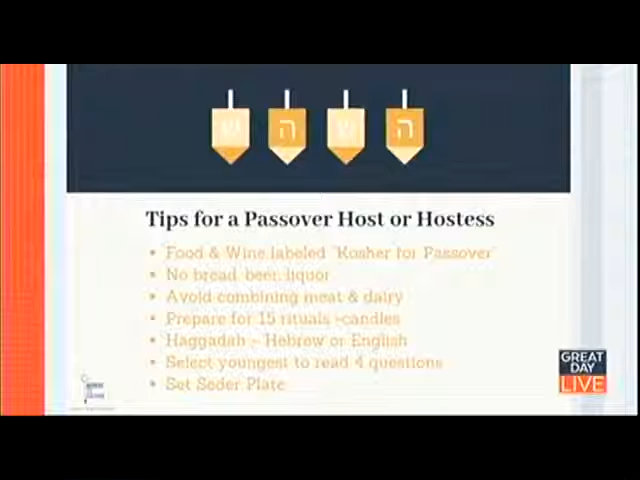 ש ה ש ה
Tips for a Passover Host or Hostess
• Food & Wine labeled "Kosher for Passover"
• No bread, beer, liquor
• Avoid combining meat & dairy
• Prepare for 15 rituals -candles
• Haggadah - Hebrew or English
• Select youngest to read 4 questions
• Set Seder Plate
GREAT
DAY
LIVE